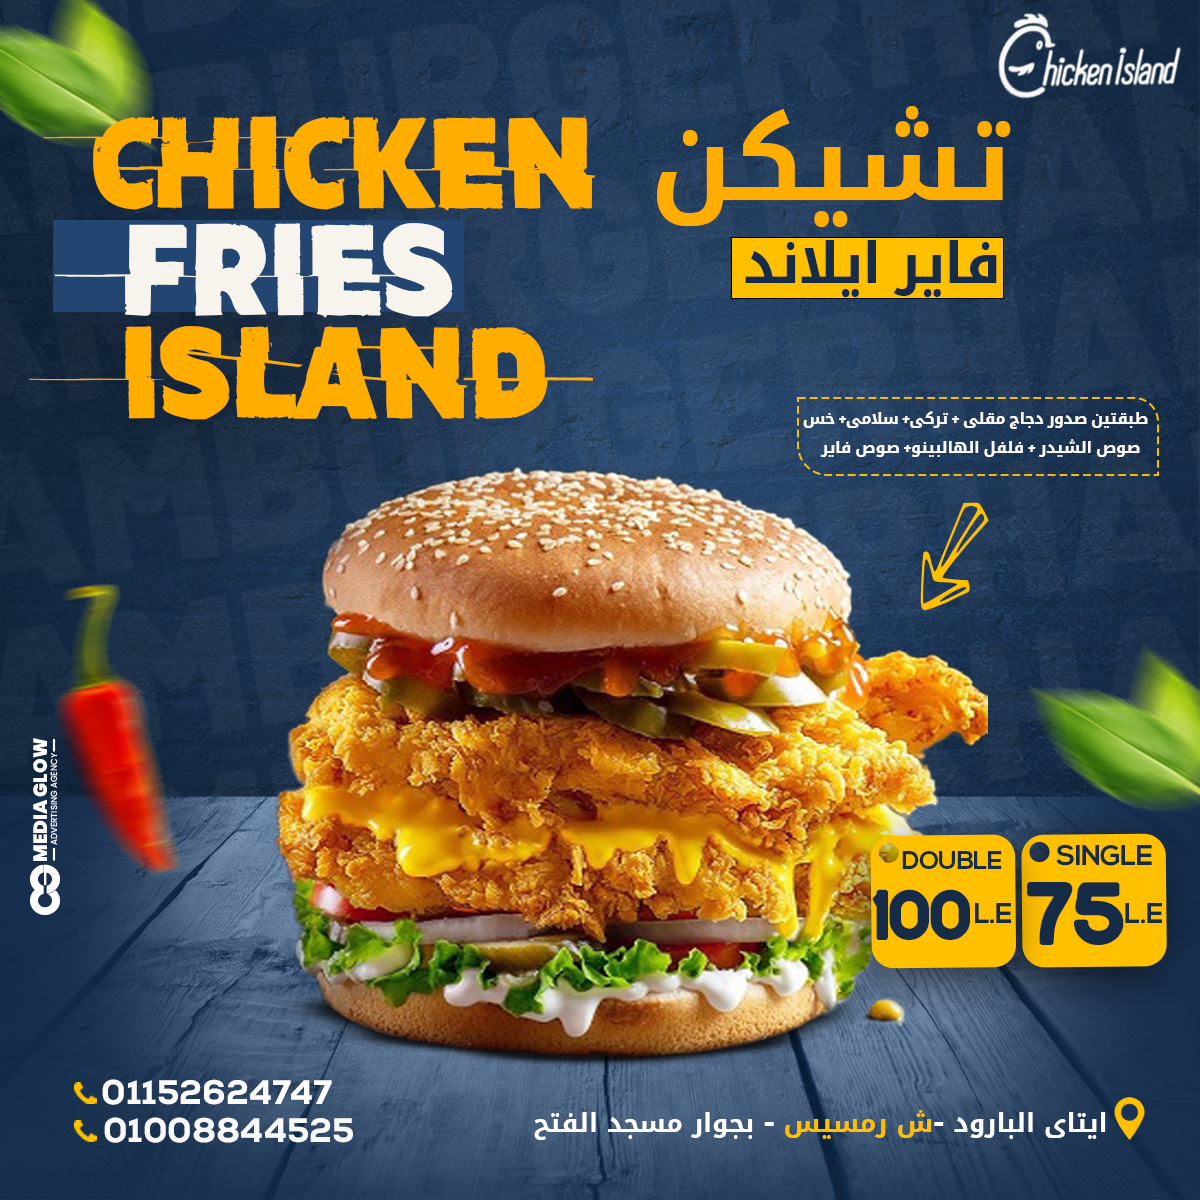 Chicken island
CHICKEN
FRIES
ISLAND
تشيكن
فاير ايلاند
طبقتين صدور دجاج مقلى + تركى+ سلامى+ خس
صوص الشيدر + فلفل الهالبينو+ صوص فاير
MEDIA GLOW
ADVERTISING AGENCY
DOUBLE
100 L.E
SINGLE
75 L.E
01152624747
01008844525
ايتاى البارود -ش رمسيس - بجوار مسجد الفتح